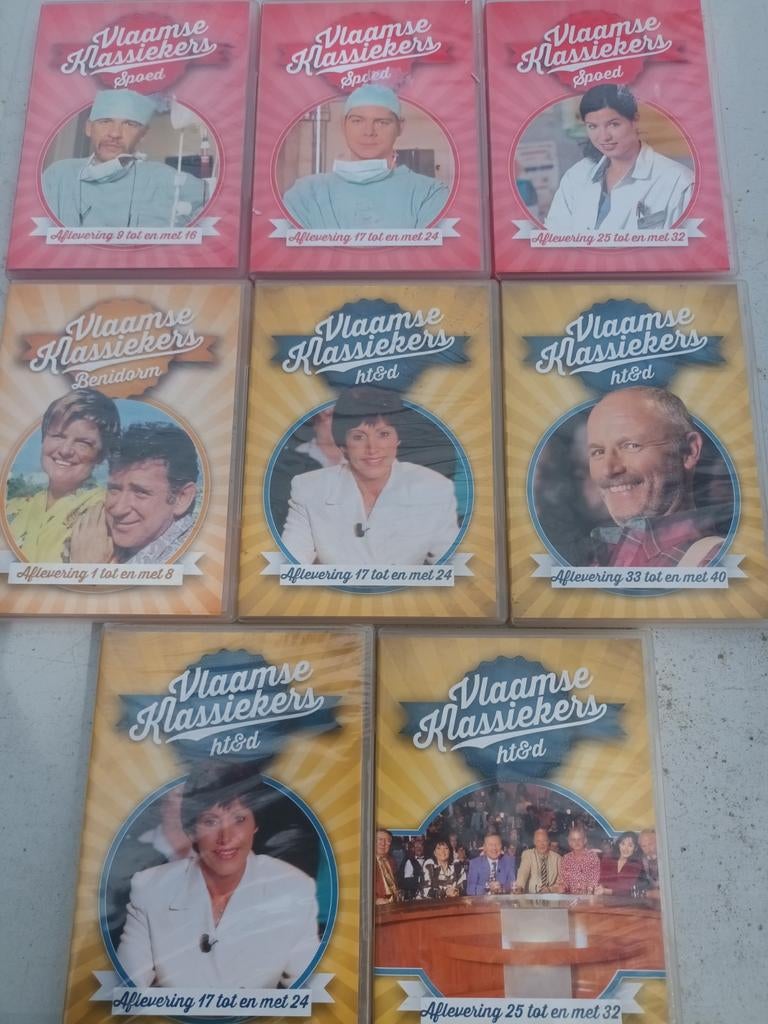 Vlaamse
Klassiekers
Spoed
Aflevering 9 tot en met 16
Vlaamse
Klassiekers
Spoed
Aflevering 17 tot en met 24
Vlaamse
Klassiekers
Spoed
Aflevering 25 tot en met 32
Vlaamse
Klassiekers
Benidorm
Aflevering 1 tot en met 8
Vlaamse
Klassiekers
ht&d
Aflevering 17 tot en met 24
Vlaamse
Klassiekers
ht&d
Aflevering 33 tot en met 40
Vlaamse
Klassiekers
ht&d
Aflevering 17 tot en met 24
Vlaamse
Klassiekers
ht&d
Aflevering 25 tot en met 32